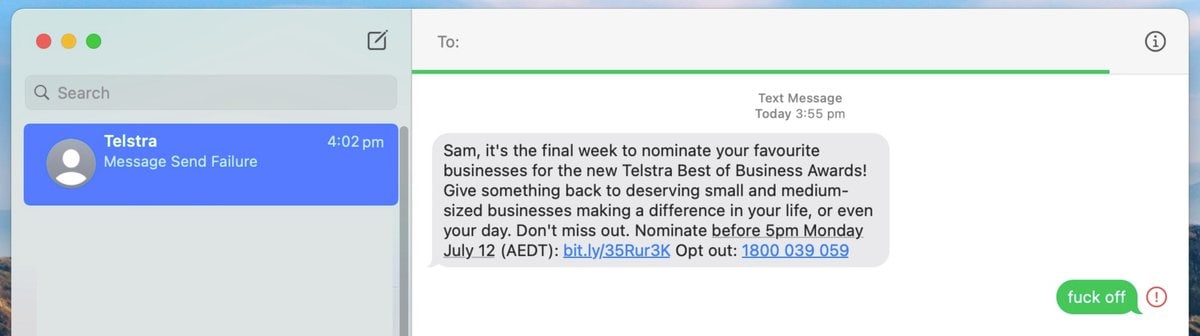 Search
Telstra
4:02 pm
Message Send Failure
To:
Text Message
Today 3:55 pm
Sam, it's the final week to nominate your favourite
businesses for the new Telstra Best of Business Awards!
Give something back to deserving small and medium-
sized businesses making a difference in your life, or even
your day. Don't miss out. Nominate before 5pm Monday
July 12 (AEDT): bit.ly/35Rur3K Opt out: 1800 039 059
fuck off